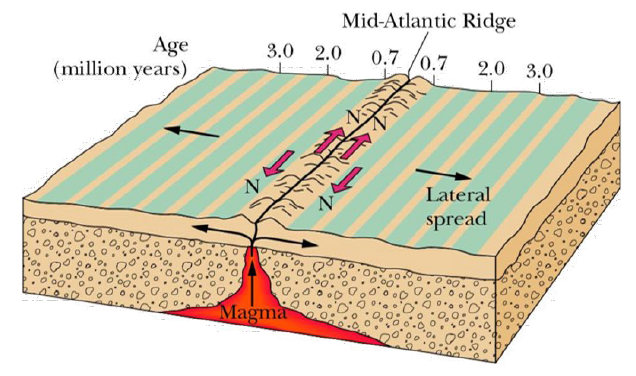 Mid-Atlantic Ridge
Age
(million years)
3.0 2.0 0.7 0.7 2.0 3.0
N N
N
N
Lateral
spread
Magma